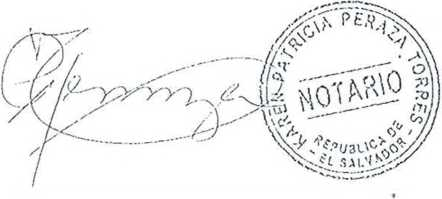 KAREN PATRICIA PERAZA TORRES
NOTARIO
REPUBLICA DE
- EL SALVADOR -